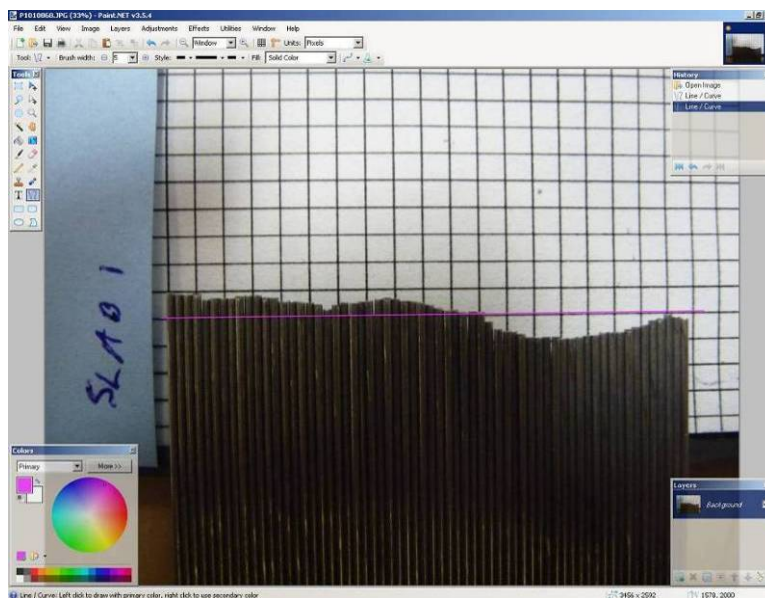 P1010868.JPG (33%) - Paint.NET v3.5.4
File Edit View Image Layers Adjustments Effects Utilities Window Help
Window Units: Pixels
Tool: Brush width: 5 Style: Fill: Solid Color
Tools
History
Open Image
Line / Curve
Line / Curve
SLAB 1
Colors
Primary More >>
Layers
Background
Line / Curve: Left click to draw with primary color, right click to use secondary color
3456 x 2592
1578, 2000